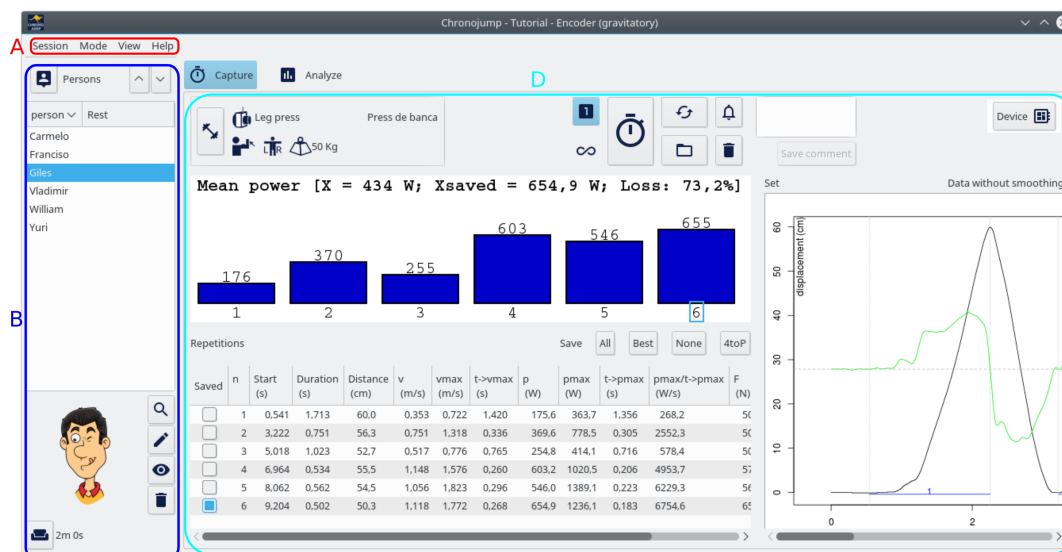 Chronojump - Tutorial - Encoder (gravitatory)
A
Session Mode View Help
Persons
Capture
Analyze
D
person Rest
Carmelo
Franciso
Giles
Vladimir
William
Yuri
B
2m 0s
Leg press
Press de banca
L R
50 Kg
1
Save comment
Device
Mean power [X = 434 W; Xsaved = 654,9 W; Loss: 73,2%]
176 370 255 603 546 655
1 2 3 4 5 6
Repetitions
Save All Best None 4toP
Saved n Start (s) Duration (s) Distance (cm) v (m/s) vmax (m/s) t->vmax (s) p (W) pmax (W) t->pmax (s) pmax/t->pmax (W/s) F (N)
1 0,541 1,713 60,0 0,353 0,722 1,420 175,6 363,7 1,356 268,2 50
2 3,222 0,751 56,3 0,751 1,318 0,336 369,6 778,5 0,305 2552,3 50
3 5,018 1,023 52,7 0,517 0,776 0,765 254,8 414,1 0,716 578,4 50
4 6,964 0,534 55,5 1,148 1,576 0,260 603,2 1020,5 0,206 4953,7 57
5 8,062 0,562 54,5 1,056 1,823 0,296 546,0 1389,1 0,223 6229,3 56
6 9,204 0,502 50,3 1,118 1,772 0,268 654,9 1236,1 0,183 6754,6 65
Set
Data without smoothing
displacement (cm)
60
50
40
30
20
10
0
1
0 2